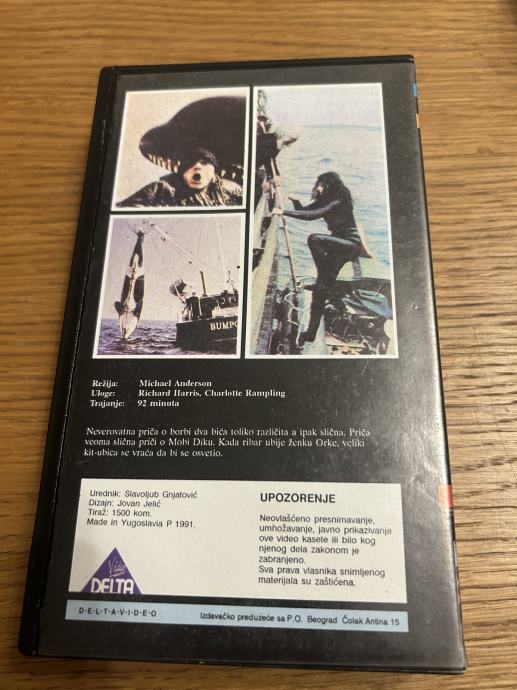 BUMPO
Režija: Michael Anderson
Uloge: Richard Harris, Charlotte Rampling
Trajanje: 92 minuta
Neverovatna priča o borbi dva bića toliko različita a ipak slična. Priča
veoma slična priči o Mobi Diku. Kada ribar ubije ženku Orke, veliki
kit-ubica se vraća da bi se osvetio.
Urednik: Slavoljub Gnjatović
Dizajn: Jovan Jelić
Tiraž: 1500 kom.
Made in Yugoslavia P 1991.
Video
DELTA
UPOZORENJE
Neovlašćeno presnimavanje,
umnožavanje, javno prikazivanje
ove video kasete ili bilo kog
njenog dela zakonom je
zabranjeno.
Sva prava vlasnika snimljenog
materijala su zaštićena.
D·E·L·T·A·V·I·D·E·O
Izdavačko preduzeće sa P.O. Beograd Čolak Antina 15